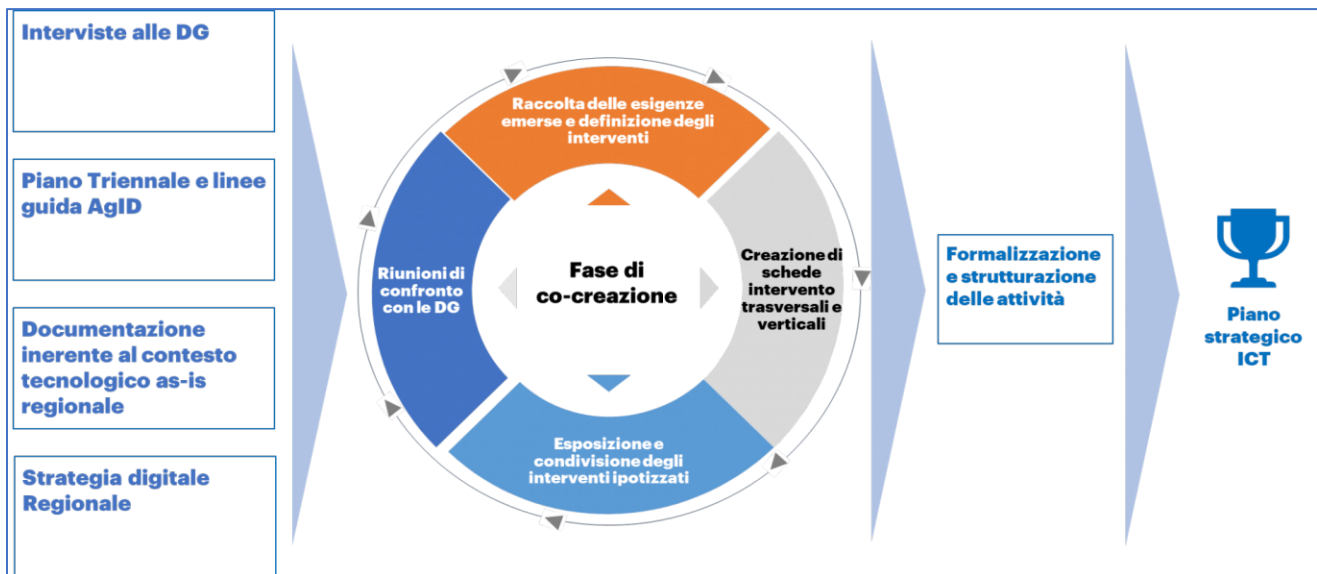 Interviste alle DG
Piano Triennale e linee
guida AgID
Documentazione
inerente al contesto
tecnologico as-is
regionale
Strategia digitale
Regionale
Raccolta delle esigenze
emerse e definizione degli
interventi
Riunioni di
confronto
con le DG
Fase di
co-creazione
Creazione di
schede
intervento
trasversali e
verticali
Esposizione e
condivisione degli
interventi ipotizzati
Formalizzazione
e strutturazione
delle attività
Piano
strategico
ICT